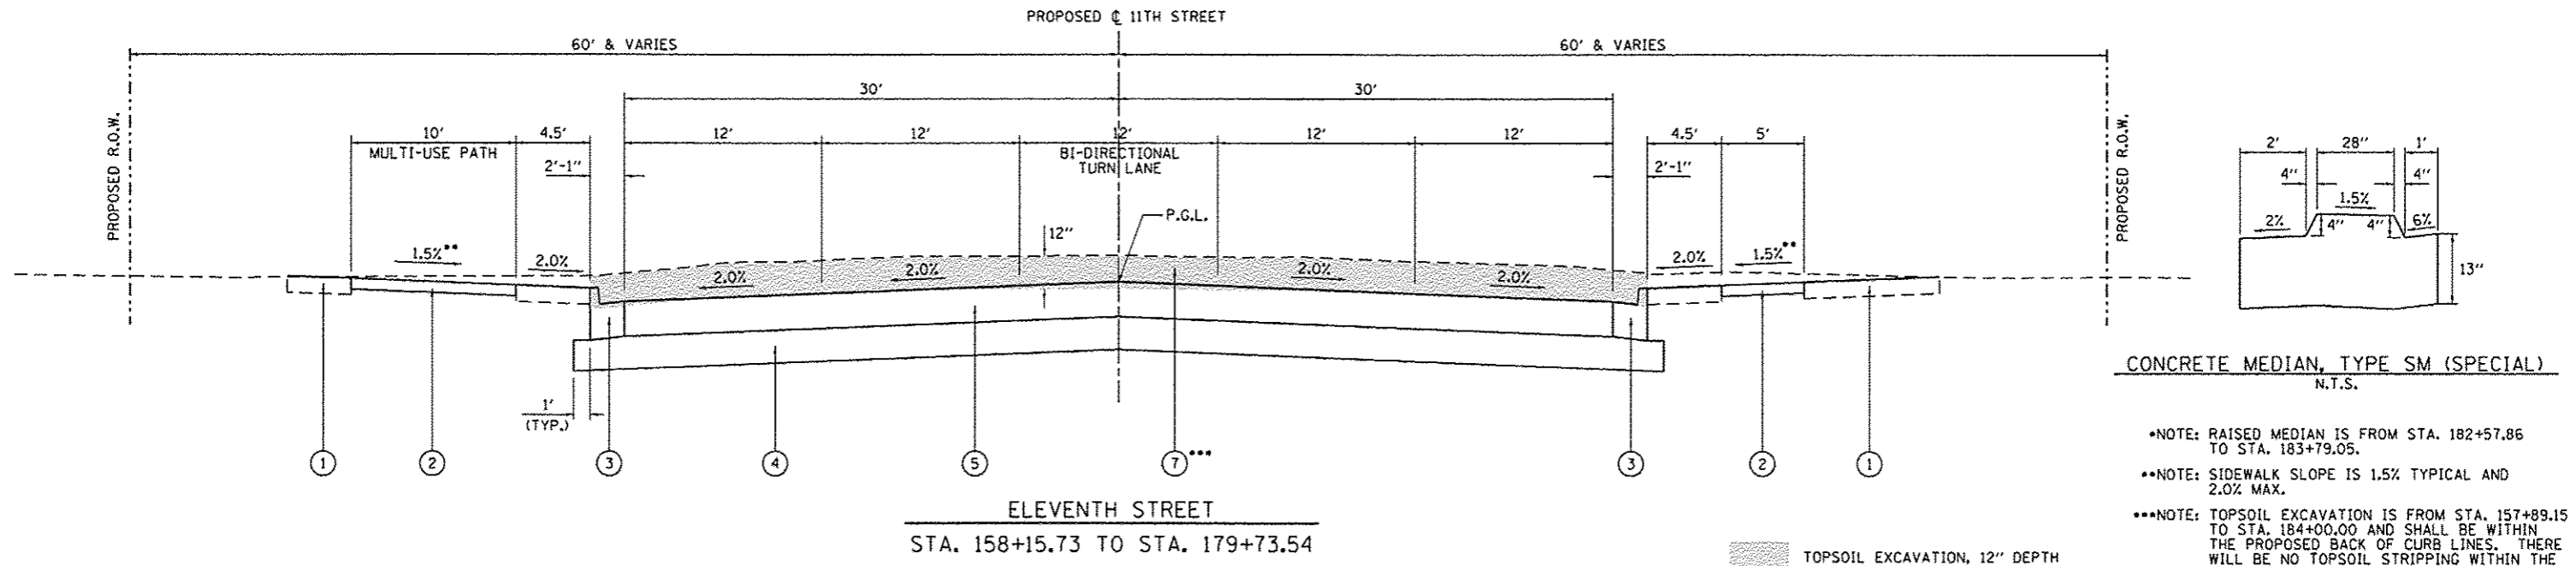 PROPOSED ℄ 11TH STREET
60' & VARIES
60' & VARIES
30'
30'
PROPOSED R.O.W.
10'
MULTI-USE PATH
4.5'
2'-1"
12'
12'
12'
BI-DIRECTIONAL
TURN LANE
12'
12'
4.5'
5'
2'-1"
PROPOSED R.O.W.
P.G.L.
12"
1.5%**
2.0%
2.0%
2.0%
2.0%
2.0%
2.0%
1.5%**
1'
(TYP.)
1
2
3
4
5
7***
3
2
1
ELEVENTH STREET
STA. 158+15.73 TO STA. 179+73.54
2'
28"
1'
4"
4"
1.5%
2%
4"
4"
6%
13"
CONCRETE MEDIAN, TYPE SM (SPECIAL)
N.T.S.
*NOTE: RAISED MEDIAN IS FROM STA. 182+57.86
TO STA. 183+79.05.
**NOTE: SIDEWALK SLOPE IS 1.5% TYPICAL AND
2.0% MAX.
***NOTE: TOPSOIL EXCAVATION IS FROM STA. 157+89.15
TO STA. 184+00.00 AND SHALL BE WITHIN
THE PROPOSED BACK OF CURB LINES. THERE
WILL BE NO TOPSOIL STRIPPING WITHIN THE
TOPSOIL EXCAVATION, 12" DEPTH